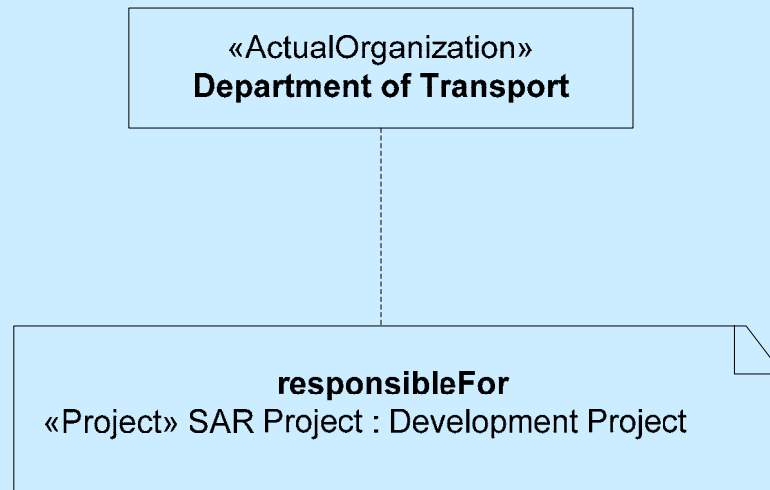 «ActualOrganization»
Department of Transport
responsibleFor
«Project» SAR Project : Development Project